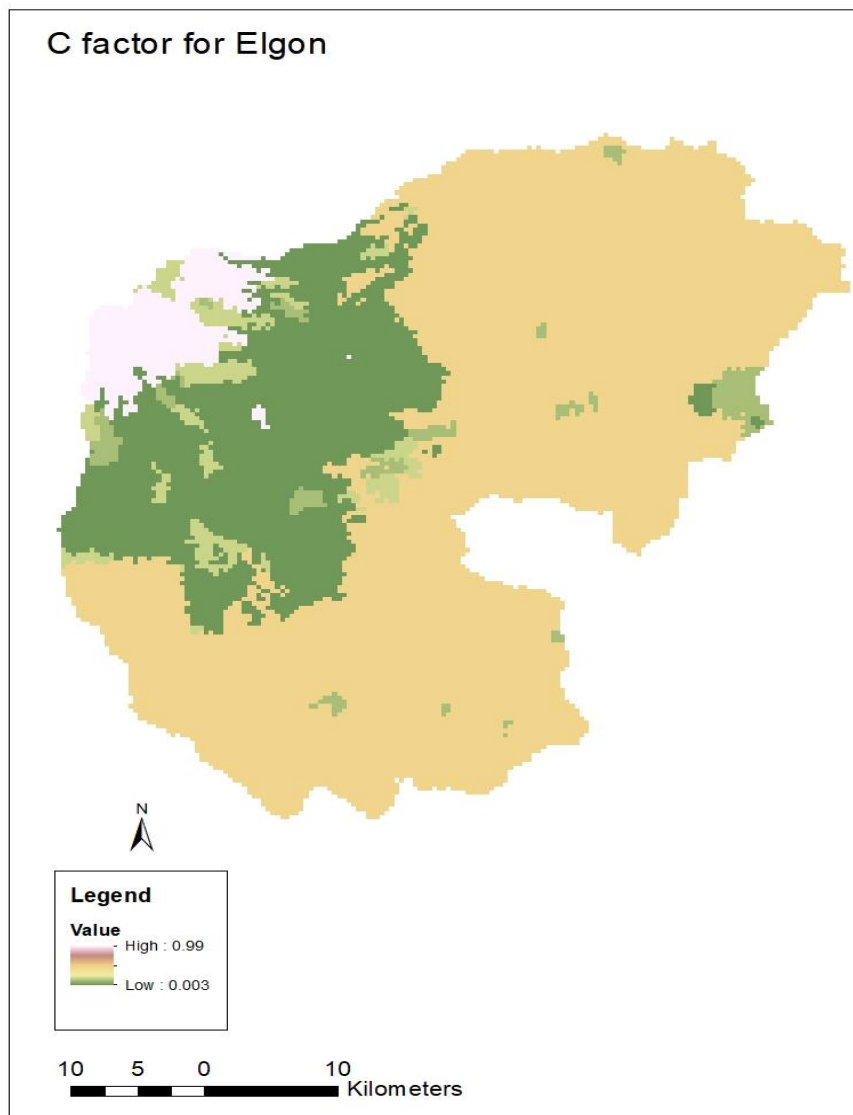 C factor for Elgon
N
Legend
Value
High : 0.99
Low : 0.003
10 5 0 10
Kilometers